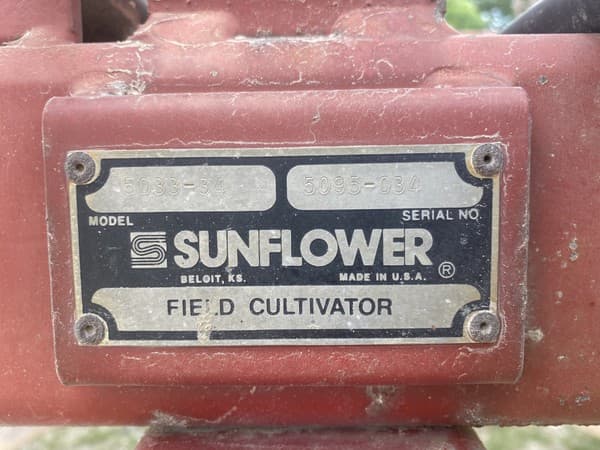 5033-34 5095-034
MODEL SERIAL NO.
SUNFLOWER ®
BELOIT, KS. MADE IN U.S.A.
FIELD CULTIVATOR